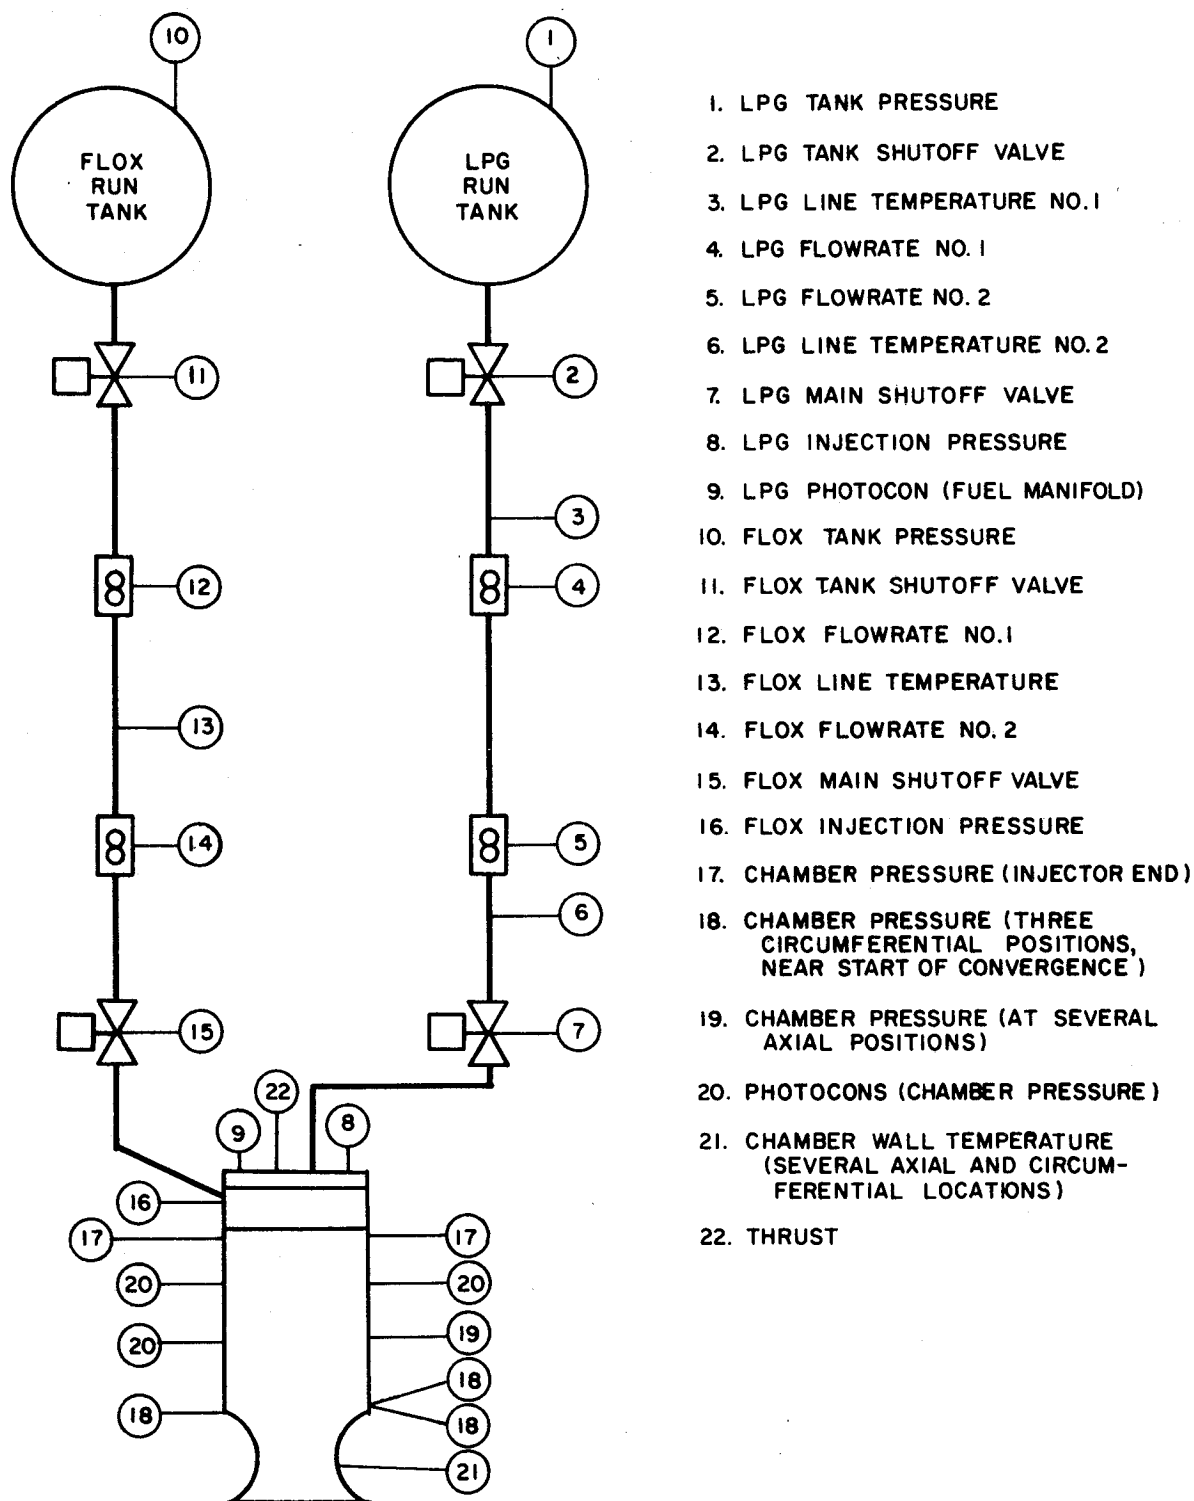 10
1
FLOX
RUN
TANK
LPG
RUN
TANK
11
2
3
12
4
13
14
5
6
15
7
22
9
8
16
17
17
20
20
20
19
18
18
18
21
1. LPG TANK PRESSURE
2. LPG TANK SHUTOFF VALVE
3. LPG LINE TEMPERATURE NO.1
4. LPG FLOWRATE NO.1
5. LPG FLOWRATE NO. 2
6. LPG LINE TEMPERATURE NO.2
7. LPG MAIN SHUTOFF VALVE
8. LPG INJECTION PRESSURE
9. LPG PHOTOCON (FUEL MANIFOLD)
10. FLOX TANK PRESSURE
11. FLOX TANK SHUTOFF VALVE
12. FLOX FLOWRATE NO.1
13. FLOX LINE TEMPERATURE
14. FLOX FLOWRATE NO. 2
15. FLOX MAIN SHUTOFF VALVE
16. FLOX INJECTION PRESSURE
17. CHAMBER PRESSURE (INJECTOR END)
18. CHAMBER PRESSURE (THREE
CIRCUMFERENTIAL POSITIONS,
NEAR START OF CONVERGENCE)
19. CHAMBER PRESSURE (AT SEVERAL
AXIAL POSITIONS)
20. PHOTOCONS (CHAMBER PRESSURE)
21. CHAMBER WALL TEMPERATURE
(SEVERAL AXIAL AND CIRCUM-
FERENTIAL LOCATIONS)
22. THRUST